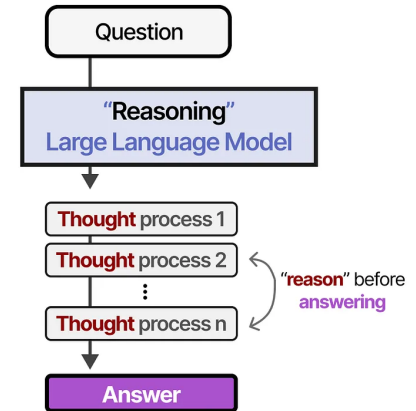 Question
“Reasoning”
Large Language Model
Thought process 1
Thought process 2
Thought process n
“reason” before
answering
Answer